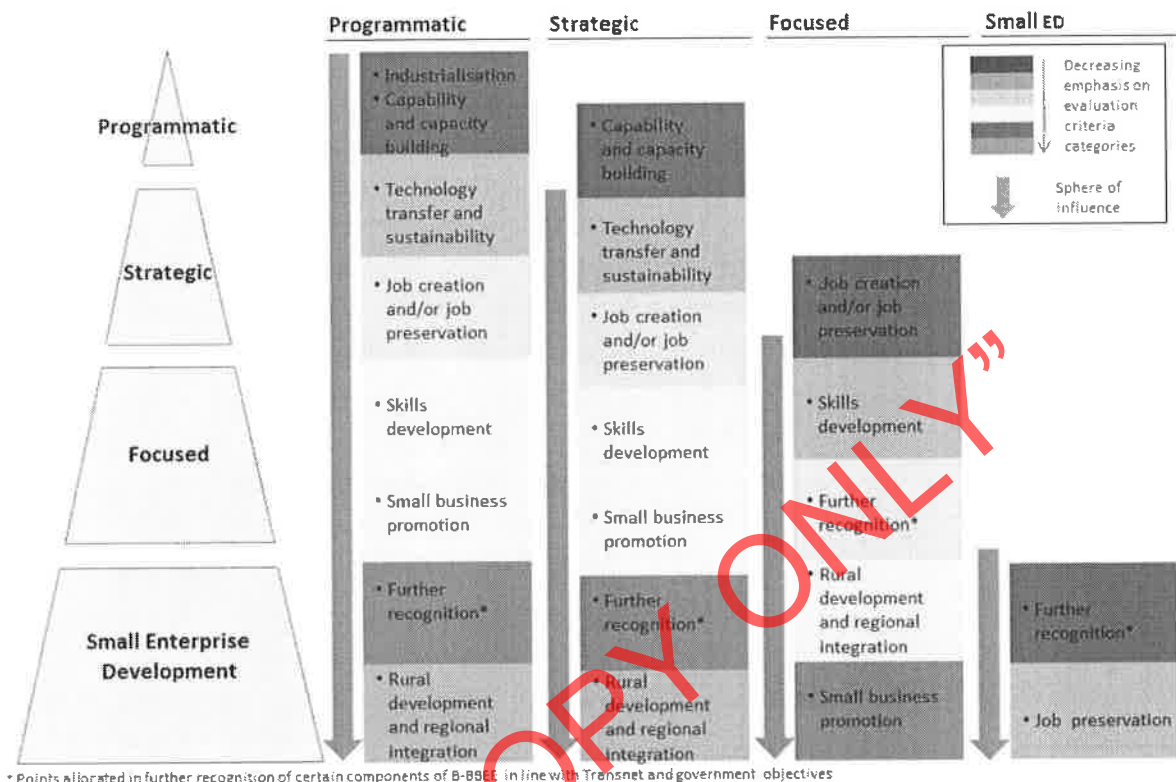 Programmatic
Strategic
Focused
Small Enterprise
Development
Programmatic
• Industrialisation
• Capability
and capacity
building
• Technology
transfer and
sustainability
• Job creation
and/or job
preservation
• Skills
development
• Small business
promotion
• Further
recognition*
• Rural
development
and regional
integration
Strategic
• Capability
and capacity
building
• Technology
transfer and
sustainability
• Job creation
and/or job
preservation
• Skills
development
• Small business
promotion
• Further
recognition*
• Rural
development
and regional
integration
Focused
• Job creation
and/or job
preservation
• Skills
development
• Further
recognition*
• Rural
development
and regional
integration
• Small business
promotion
Small ED
• Further
recognition*
• Job preservation
Decreasing
emphasis on
evaluation
criteria
categories
Sphere of
influence
OPY ONLY”
* Points allocated in further recognition of certain components of B-BBEE in line with Transnet and government objectives